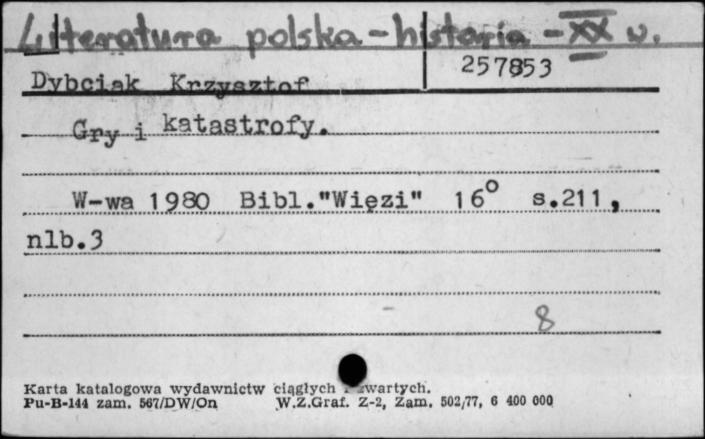 Literatura polska - historia - XX w.
257853
Dybciak Krzysztof
Gry i katastrofy.
W-wa 1980 Bibl."Więzi" 16° s.211,
nlb.3
8
Karta katalogowa wydawnictw ciągłych i zwartych.
Pu-B-144 zam. 567/DW/On W.Z.Graf. Z-2, Zam. 502/77, 6 400 000